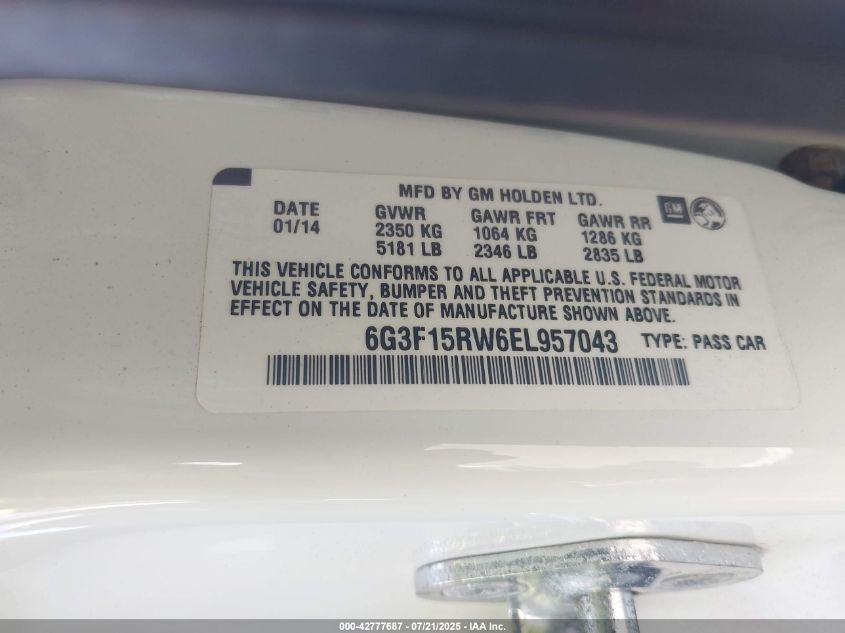 MFD BY GM HOLDEN LTD.
DATE GVWR GAWR FRT GAWR RR GM
01/14 2350 KG 1064 KG 1286 KG
5181 LB 2346 LB 2835 LB
THIS VEHICLE CONFORMS TO ALL APPLICABLE U.S. FEDERAL MOTOR
VEHICLE SAFETY, BUMPER AND THEFT PREVENTION STANDARDS IN
EFFECT ON THE DATE OF MANUFACTURE SHOWN ABOVE.
6G3F15RW6EL957043 TYPE: PASS CAR
000-42777687 - 07/21/2025 - IAA Inc.